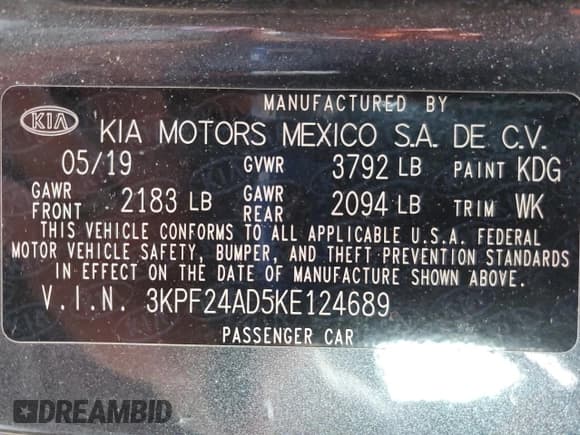 MANUFACTURED BY
KIA KIA MOTORS MEXICO S.A. DE C.V.
05/19 GVWR 3792 LB PAINT KDG
GAWR FRONT 2183 LB GAWR REAR 2094 LB TRIM WK
THIS VEHICLE CONFORMS TO ALL APPLICABLE U.S.A. FEDERAL
MOTOR VEHICLE SAFETY, BUMPER, AND THEFT PREVENTION STANDARDS
IN EFFECT ON THE DATE OF MANUFACTURE SHOWN ABOVE.
V.I.N. 3KPF24AD5KE124689
PASSENGER CAR
DREAMBID